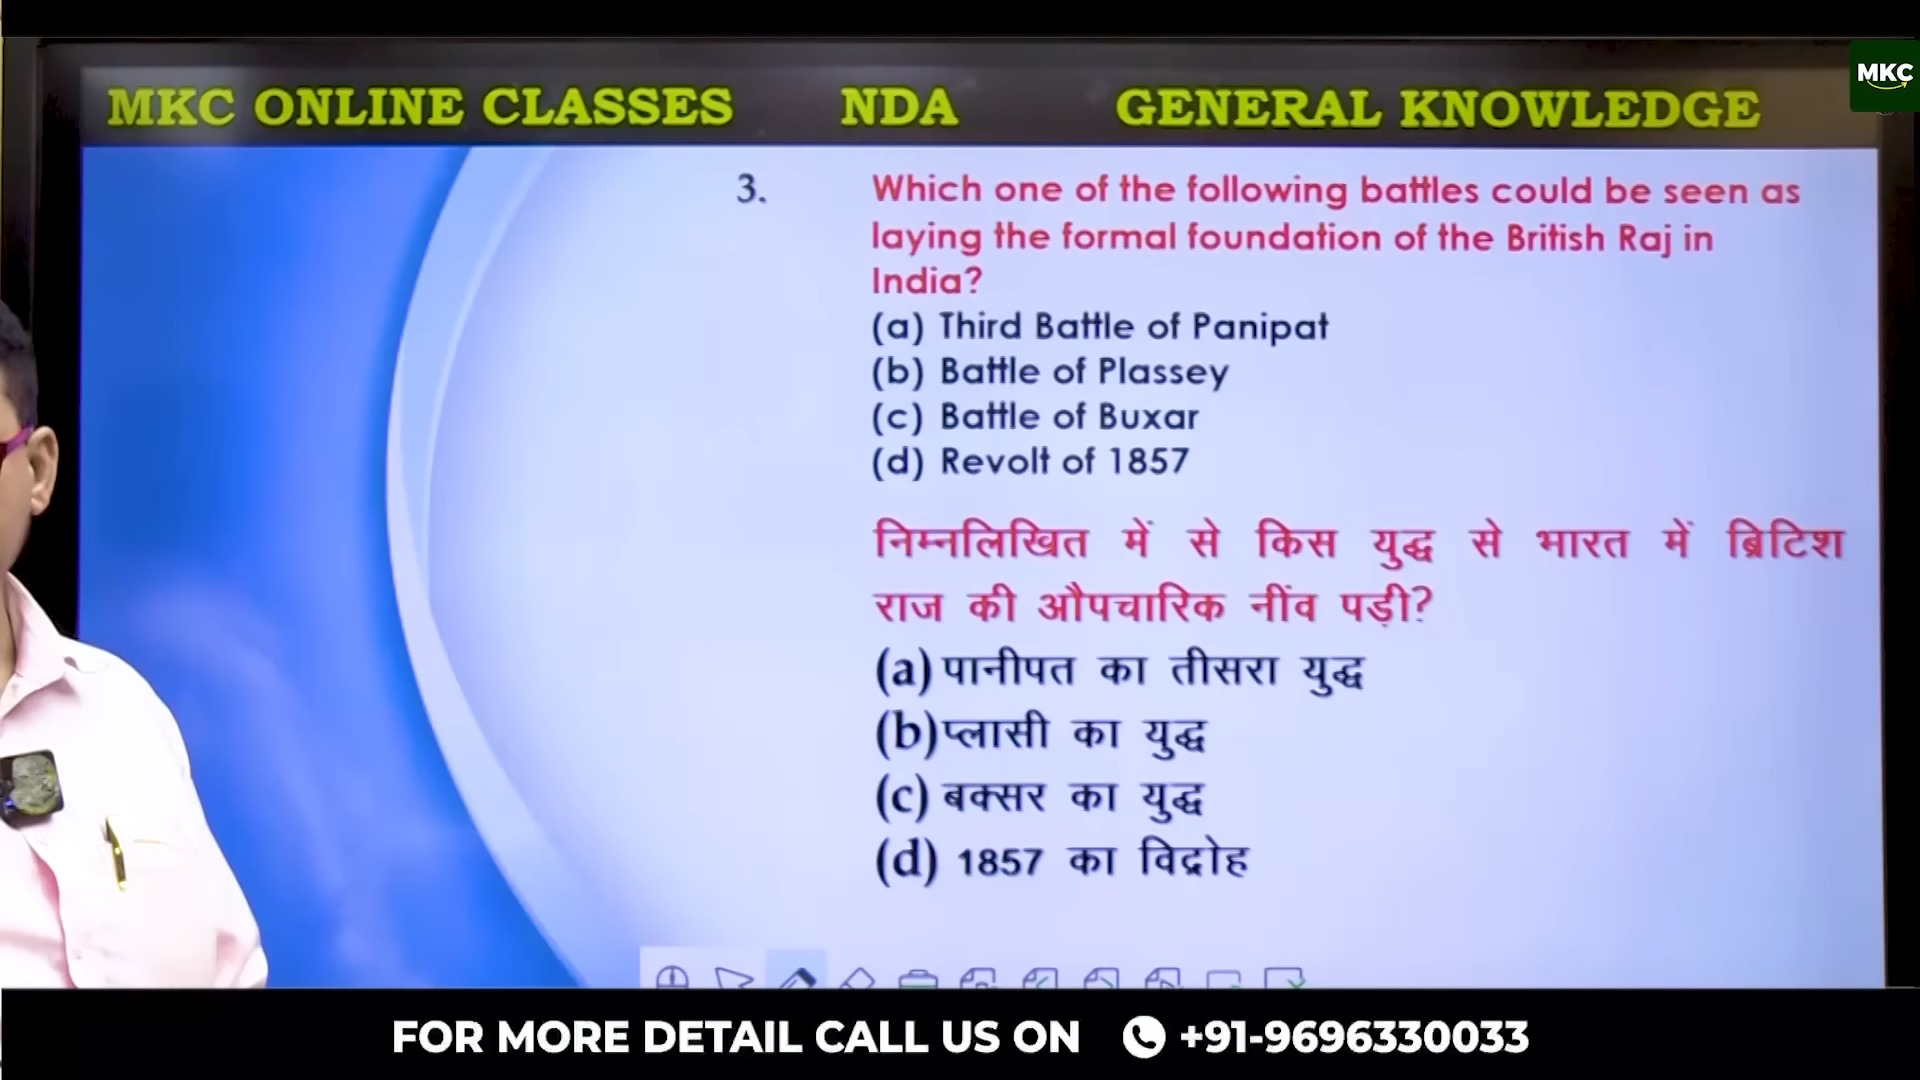 MKC ONLINE CLASSES NDA GENERAL KNOWLEDGE
MKC
3. Which one of the following battles could be seen as
laying the formal foundation of the British Raj in
India?
(a) Third Battle of Panipat
(b) Battle of Plassey
(c) Battle of Buxar
(d) Revolt of 1857
निम्नलिखित में से किस युद्ध से भारत में ब्रिटिश
राज की औपचारिक नींव पड़ी?
(a) पानीपत का तीसरा युद्ध
(b) प्लासी का युद्ध
(c) बक्सर का युद्ध
(d) 1857 का विद्रोह
FOR MORE DETAIL CALL US ON +91-9696330033